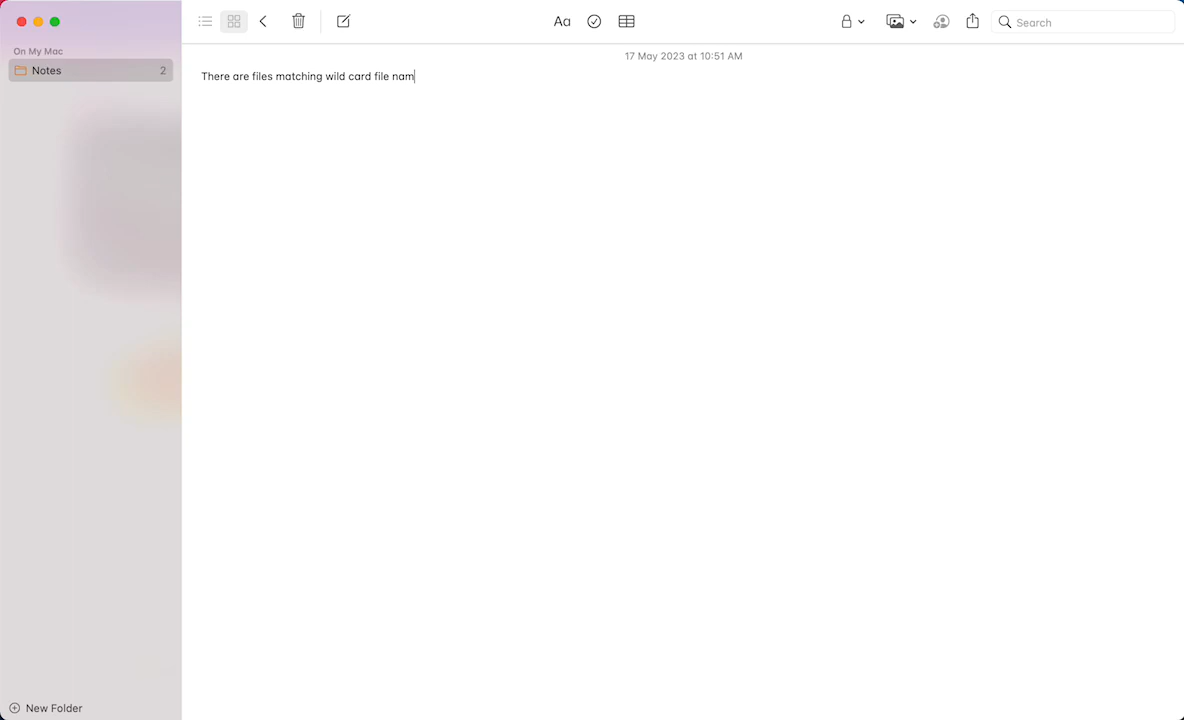 Aa
Search
On My Mac
Notes 2
17 May 2023 at 10:51 AM
There are files matching wild card file nam
New Folder